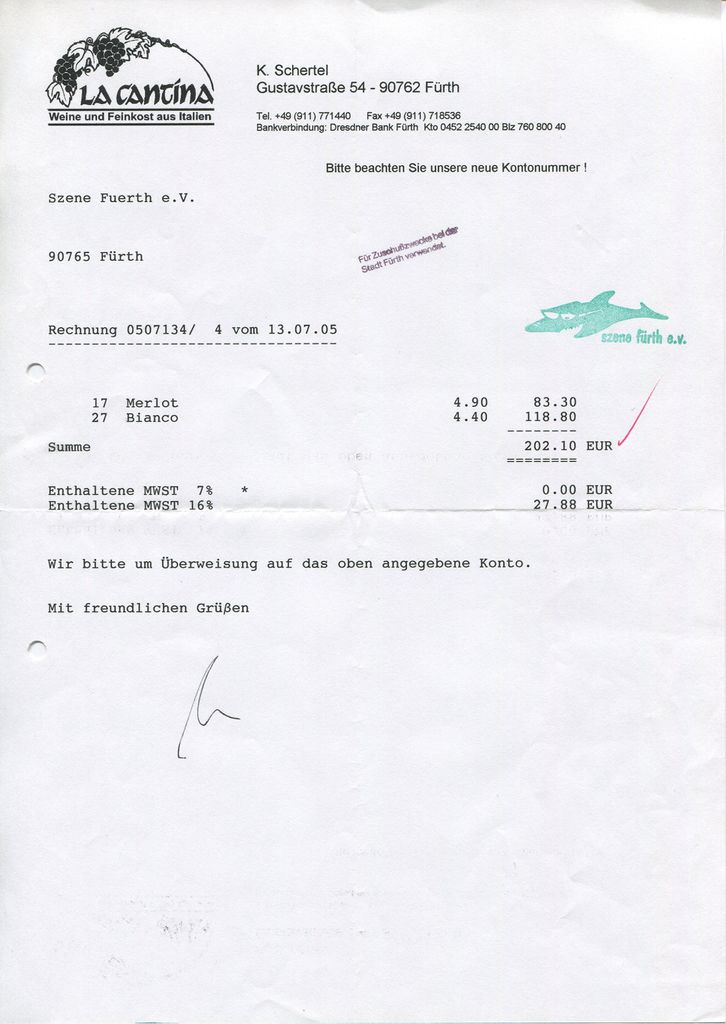 LA CANTINA
Weine und Feinkost aus Italien
K. Schertel
Gustavstraße 54 - 90762 Fürth
Tel. +49 (911) 771440 Fax +49 (911) 718536
Bankverbindung: Dresdner Bank Fürth Kto 0452 2540 00 Blz 760 800 40
Bitte beachten Sie unsere neue Kontonummer !
Szene Fuerth e.V.
90765 Fürth
Für Zuschußzwecke bei der
Stadt Fürth verwendet.
szene fürth e.v.
Rechnung 0507134/ 4 vom 13.07.05
---------------------------------
17 Merlot 4.90 83.30
27 Bianco 4.40 118.80
--------
Summe 202.10 EUR
========
Enthaltene MWST 7% * 0.00 EUR
Enthaltene MWST 16% 27.88 EUR
Wir bitte um Überweisung auf das oben angegebene Konto.
Mit freundlichen Grüßen